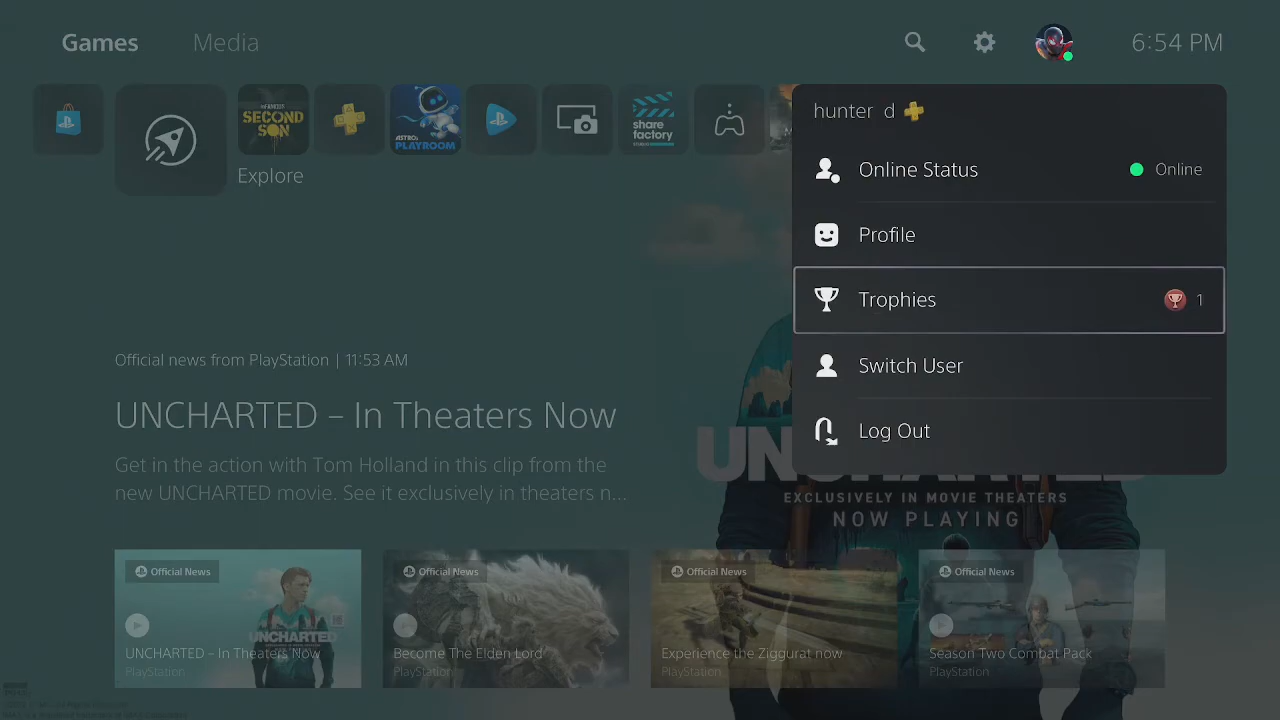 Games
Media
6:54 PM
inFAMOUS
SECOND
SON
ASTRO's
PLAYROOM
share
factory
STUDIO
Explore
hunter d
Online Status
Online
Profile
Trophies
1
Switch User
Log Out
Official news from PlayStation | 11:53 AM
UNCHARTED – In Theaters Now
Get in the action with Tom Holland in this clip from the
new UNCHARTED movie. See it exclusively in theaters n...
UNCHARTED
EXCLUSIVELY IN MOVIE THEATERS
NOW PLAYING
Official News
UNCHARTED
UNCHARTED – In Theaters Now
PlayStation
Official News
Become The Elden Lord
PlayStation
Official News
Experience the Ziggurat now
PlayStation
Official News
Season Two Combat Pack
PlayStation